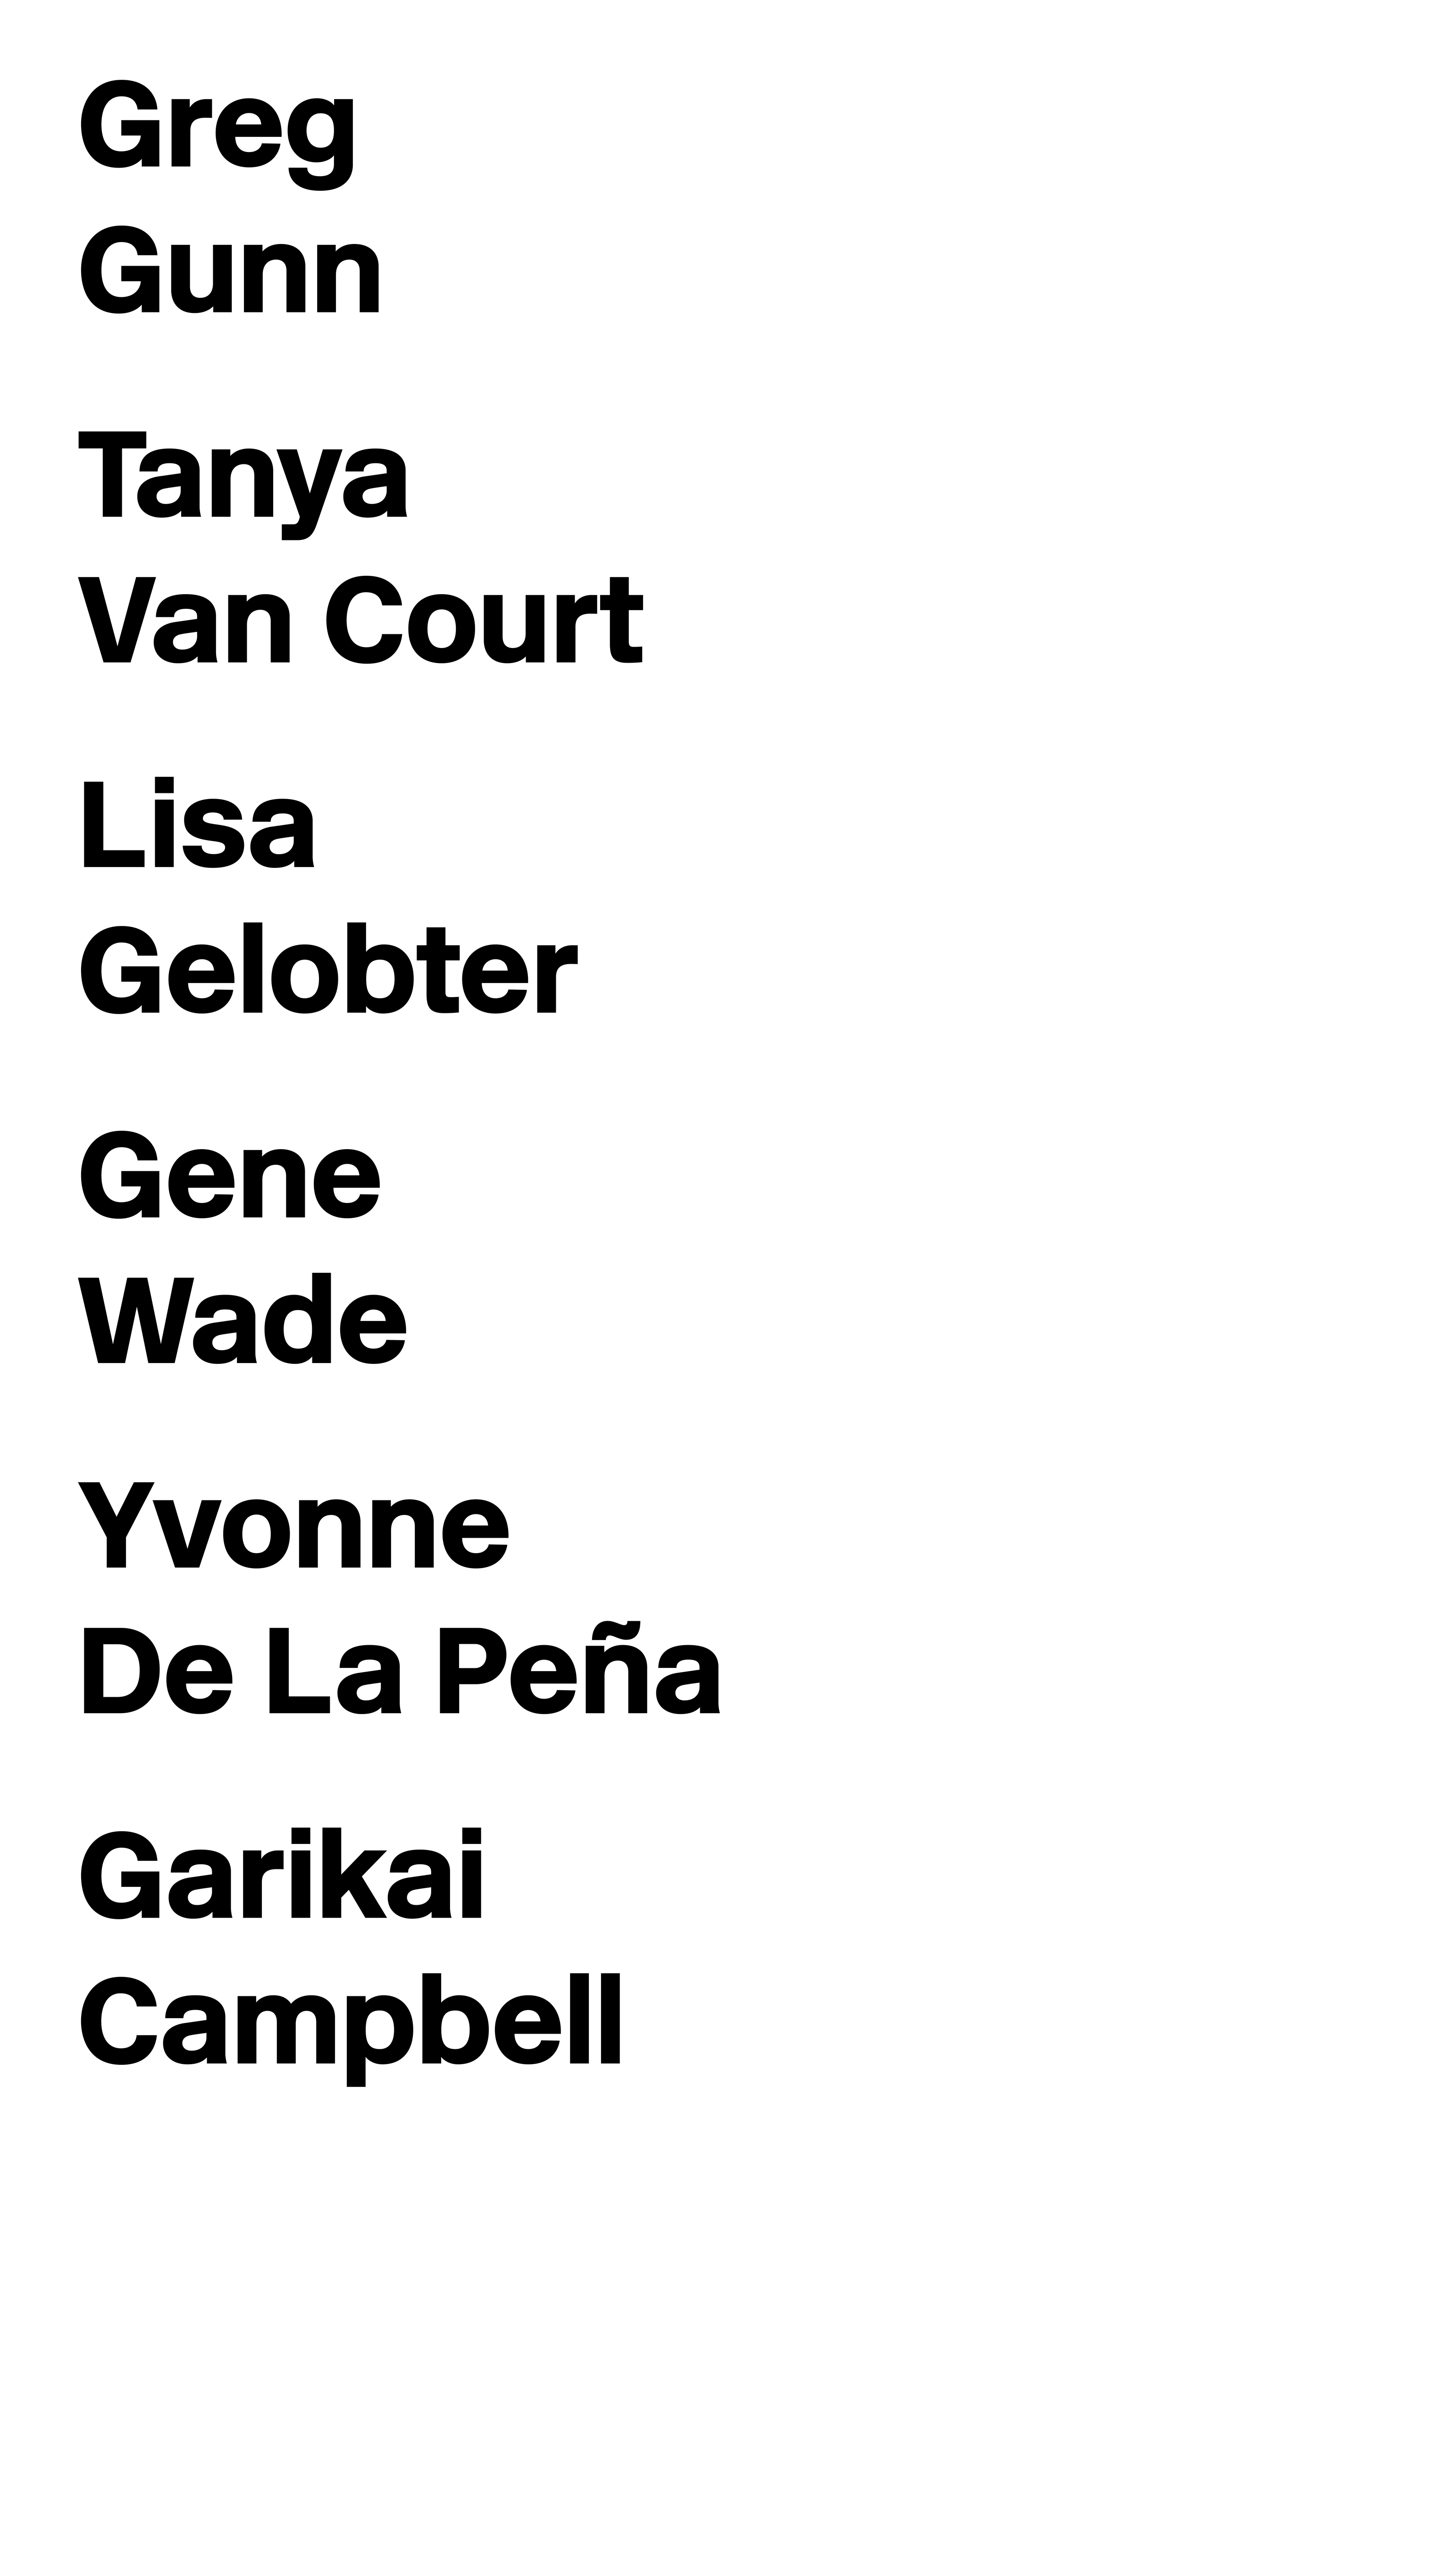 Greg
Gunn
Tanya
Van Court
Lisa
Gelobter
Gene
Wade
Yvonne
De La Peña
Garikai
Campbell